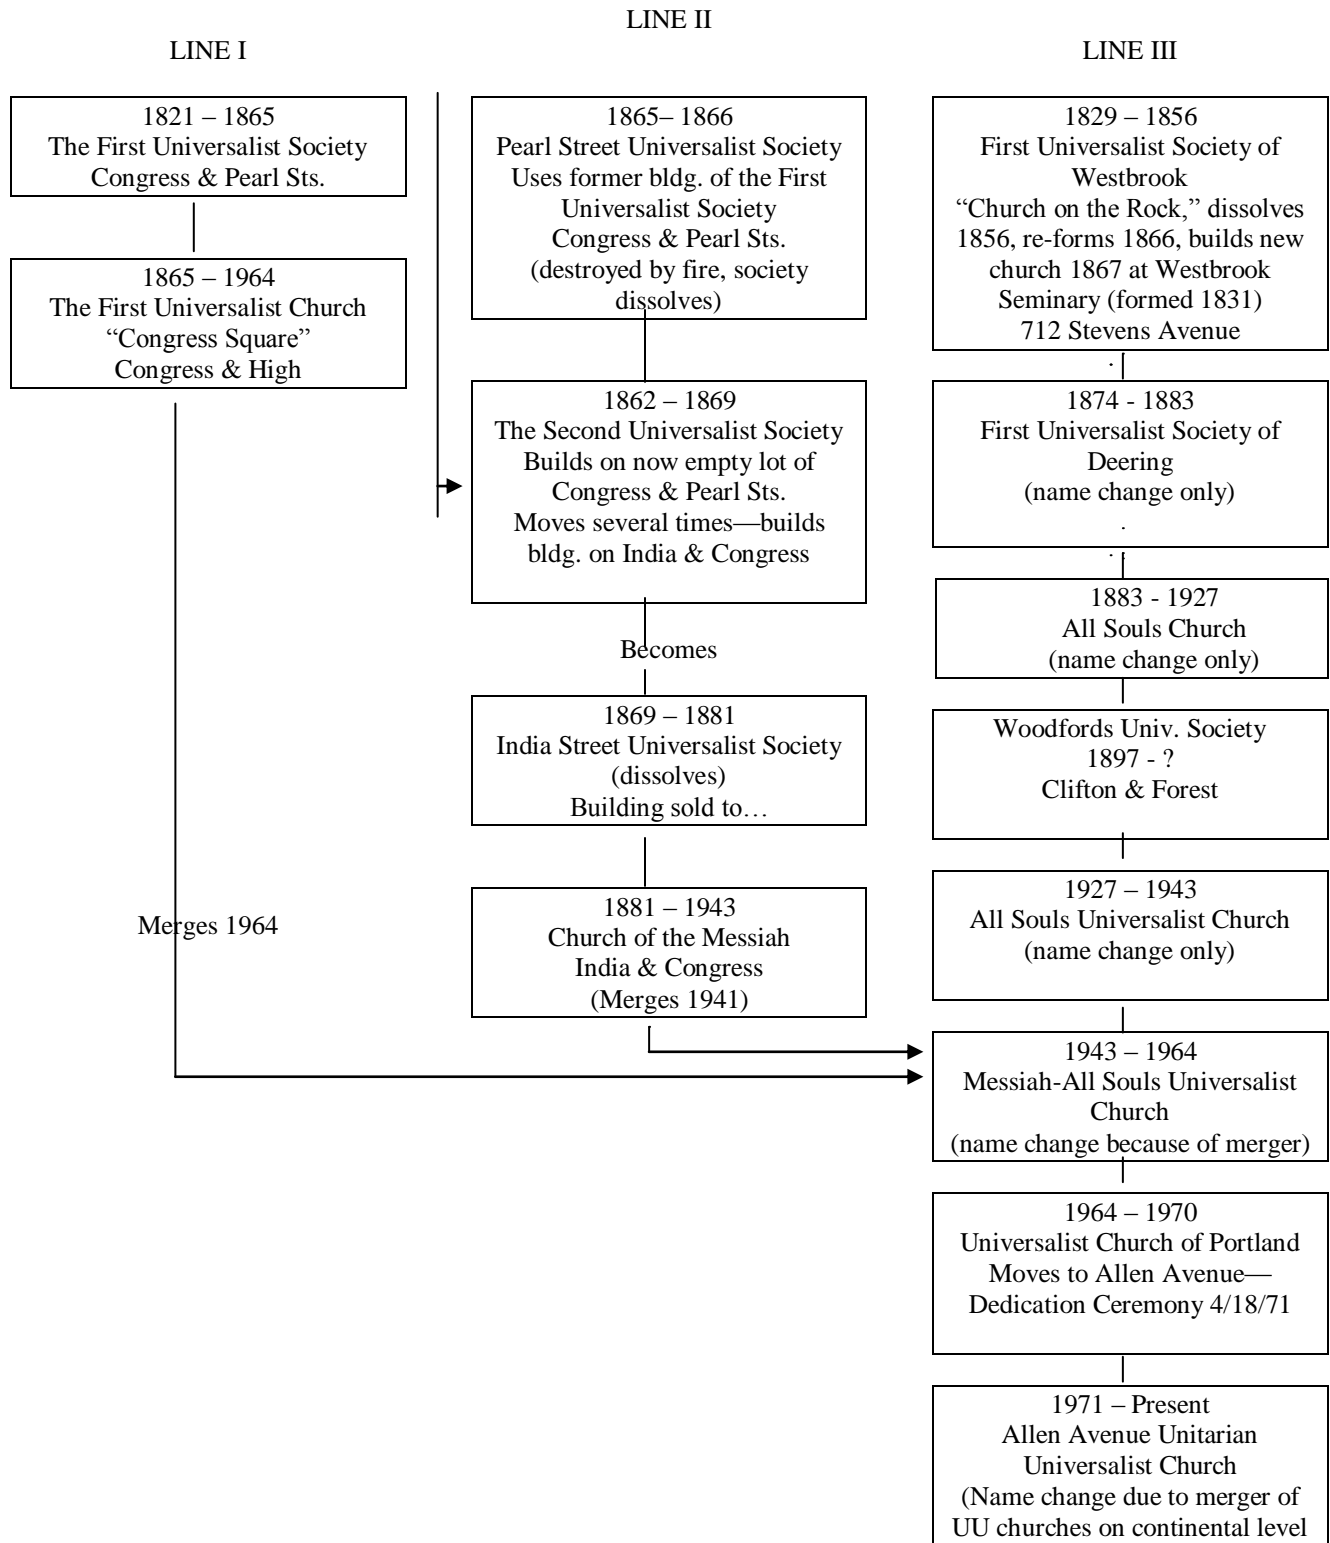 LINE I
1821 – 1865
The First Universalist Society
Congress & Pearl Sts.
1865 – 1964
The First Universalist Church
“Congress Square”
Congress & High
Merges 1964
LINE II
1865– 1866
Pearl Street Universalist Society
Uses former bldg. of the First
Universalist Society
Congress & Pearl Sts.
(destroyed by fire, society
dissolves)
1862 – 1869
The Second Universalist Society
Builds on now empty lot of
Congress & Pearl Sts.
Moves several times—builds
bldg. on India & Congress
Becomes
1869 – 1881
India Street Universalist Society
(dissolves)
Building sold to…
1881 – 1943
Church of the Messiah
India & Congress
(Merges 1941)
LINE III
1829 – 1856
First Universalist Society of
Westbrook
“Church on the Rock,” dissolves
1856, re-forms 1866, builds new
church 1867 at Westbrook
Seminary (formed 1831)
712 Stevens Avenue
1874 - 1883
First Universalist Society of
Deering
(name change only)
1883 - 1927
All Souls Church
(name change only)
Woodfords Univ. Society
1897 - ?
Clifton & Forest
1927 – 1943
All Souls Universalist Church
(name change only)
1943 – 1964
Messiah-All Souls Universalist
Church
(name change because of merger)
1964 – 1970
Universalist Church of Portland
Moves to Allen Avenue—
Dedication Ceremony 4/18/71
1971 – Present
Allen Avenue Unitarian
Universalist Church
(Name change due to merger of
UU churches on continental level